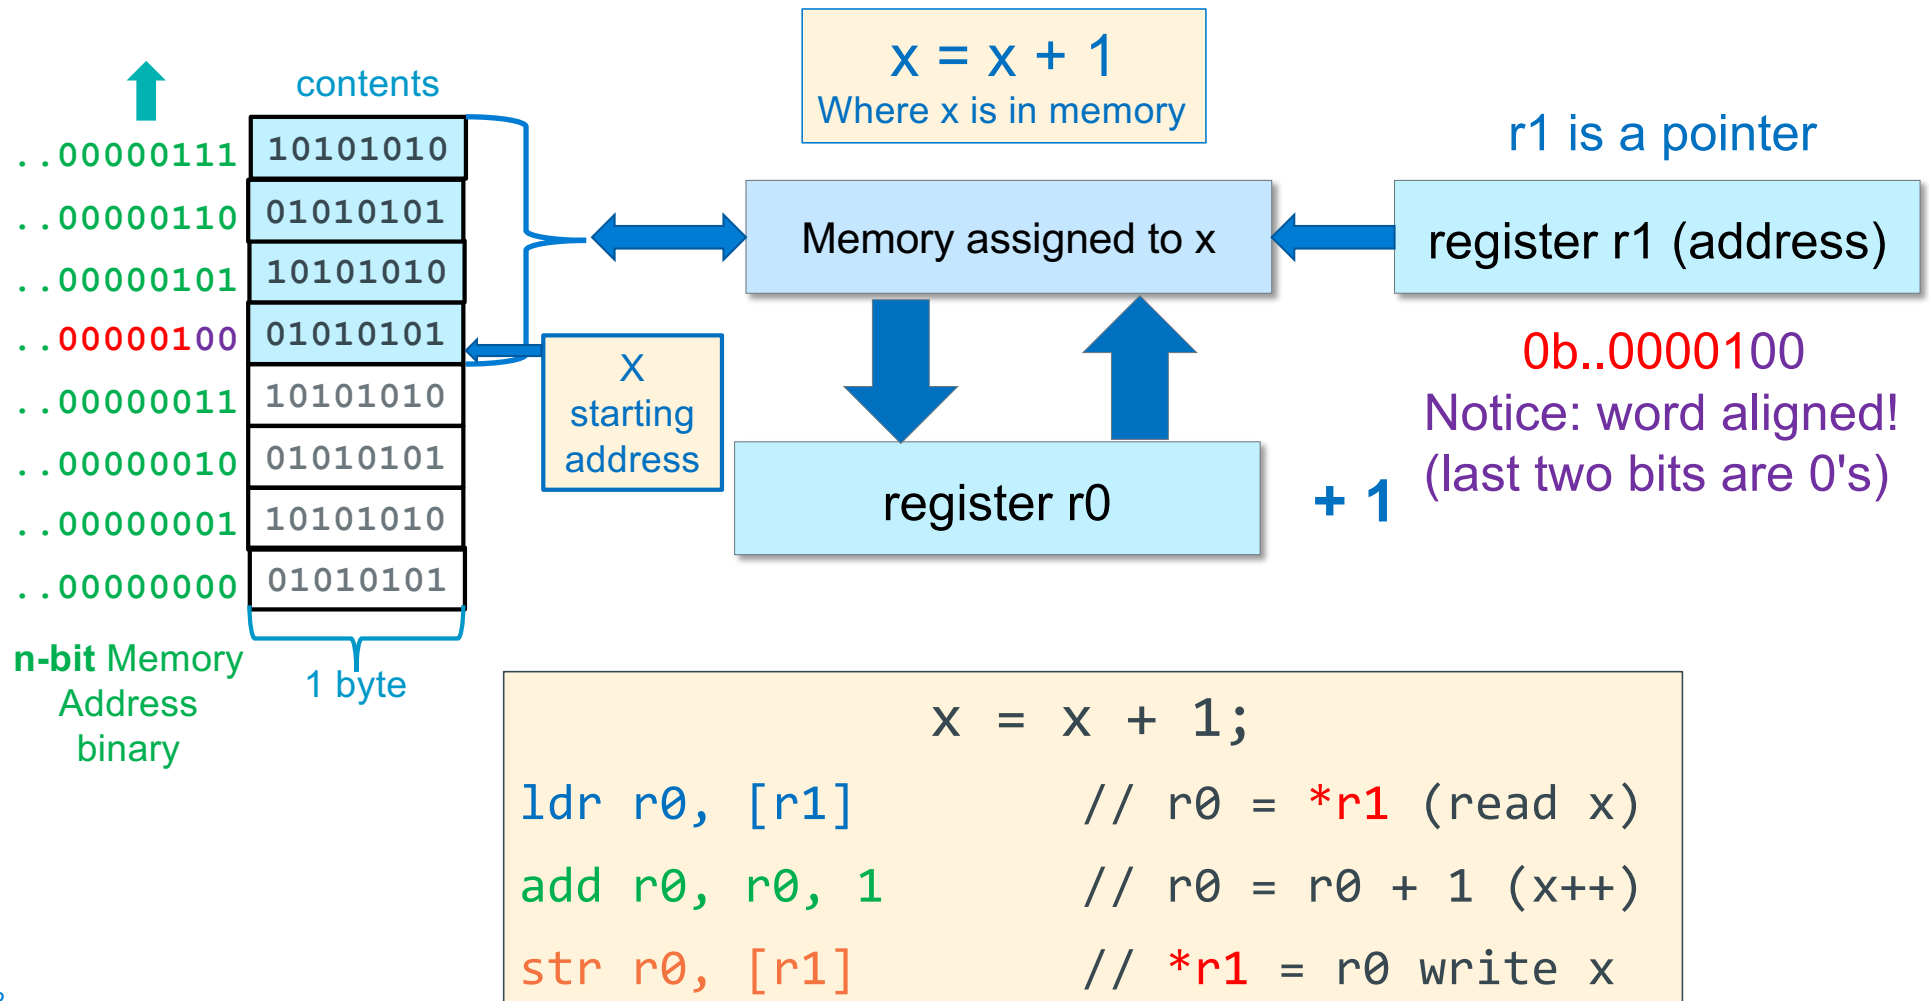 x = x + 1
Where x is in memory
contents
..00000111 10101010
..00000110 01010101
..00000101 10101010
..00000100 01010101
..00000011 10101010
..00000010 01010101
..00000001 10101010
..00000000 01010101
n-bit Memory
Address
binary
1 byte
X
starting
address
Memory assigned to x
register r0
+ 1
r1 is a pointer
register r1 (address)
0b..0000100
Notice: word aligned!
(last two bits are 0's)
x = x + 1;
ldr r0, [r1] // r0 = *r1 (read x)
add r0, r0, 1 // r0 = r0 + 1 (x++)
str r0, [r1] // *r1 = r0 write x